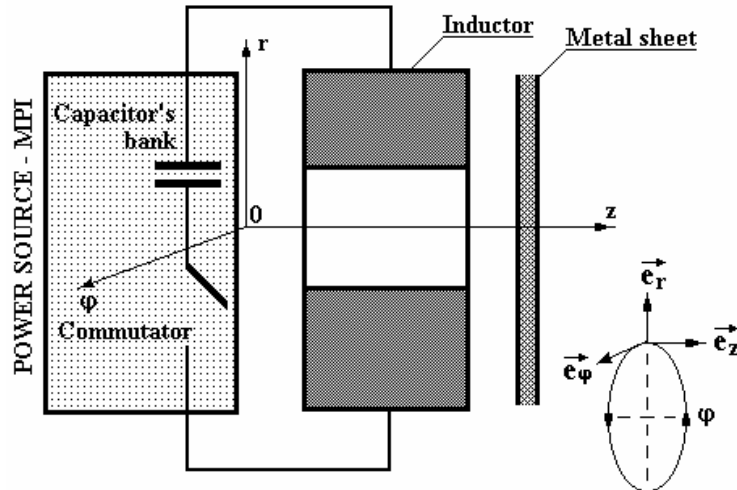 POWER SOURCE - MPI
Capacitor's
bank
Commutator
r
0
z
φ
Inductor
Metal sheet
e_r
e_z
e_φ
φ